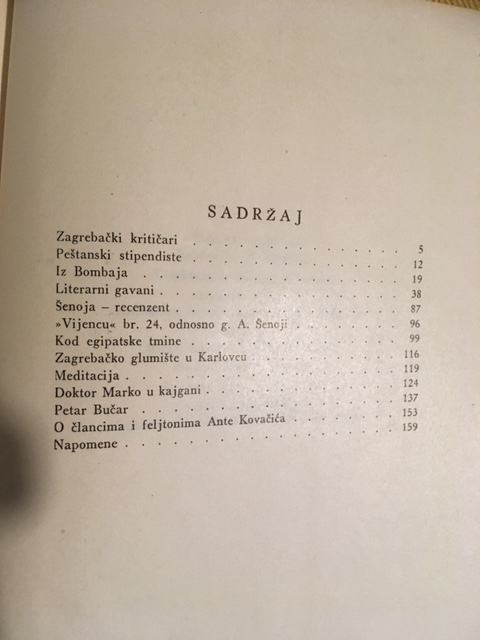 SADRŽAJ
Zagrebački kritičari . . . . . . . . . . . . 5
Peštanski stipendiste . . . . . . . . . . . . 12
Iz Bombaja . . . . . . . . . . . . . . 19
Literarni gavani . . . . . . . . . . . . . 38
Šenoja – recenzent . . . . . . . . . . . . 87
»Vijencu« br. 24, odnosno g. A. Šenoji . . . . . . 96
Kod egipatske tmine . . . . . . . . . . . 99
Zagrebačko glumište u Karlovcu . . . . . . . . 116
Meditacija . . . . . . . . . . . . . . 119
Doktor Marko u kajgani . . . . . . . . . . 124
Petar Bučar . . . . . . . . . . . . . . 137
O člancima i feljtonima Ante Kovačića . . . . . . 153
Napomene . . . . . . . . . . . . . . 159